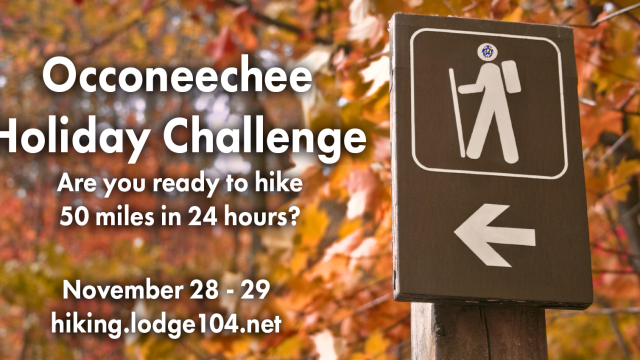 Occoneechee
Holiday Challenge
Are you ready to hike
50 miles in 24 hours?
November 28 - 29
hiking.lodge104.net